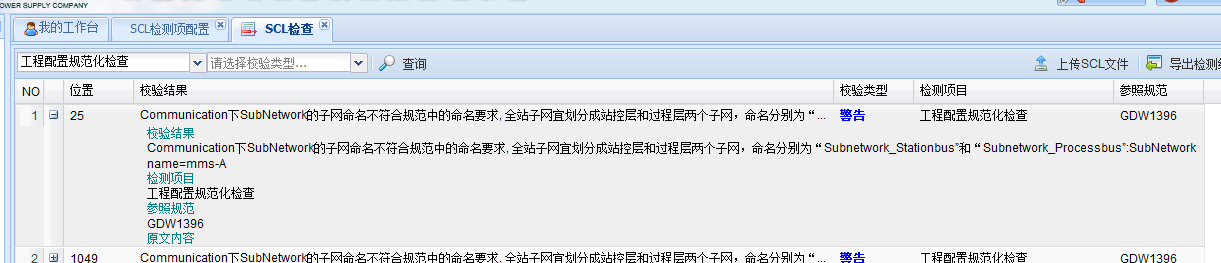 OWER SUPPLY COMPANY
我的工作台 SCL检测项配置 SCL检查
工程配置规范化检查 请选择校验类型... 查询 上传SCL文件 导出检测
NO 位置 校验结果 校验类型 检测项目 参照规范
1 25 Communication下SubNetwork的子网命名不符合规范中的命名要求, 全站子网宜划分成站控层和过程层两个子网，命名分别为“... 警告 工程配置规范化检查 GDW1396
校验结果
Communication下SubNetwork的子网命名不符合规范中的命名要求, 全站子网宜划分成站控层和过程层两个子网，命名分别为“Subnetwork_Stationbus”和“Subnetwork_Processbus”:SubNetwork
name=mms-A
检测项目
工程配置规范化检查
参照规范
GDW1396
原文内容
2 1049 Communication下SubNetwork的子网命名不符合规范中的命名要求, 全站子网宜划分成站控层和过程层两个子网，命名分别为“... 警告 工程配置规范化检查 GDW1396